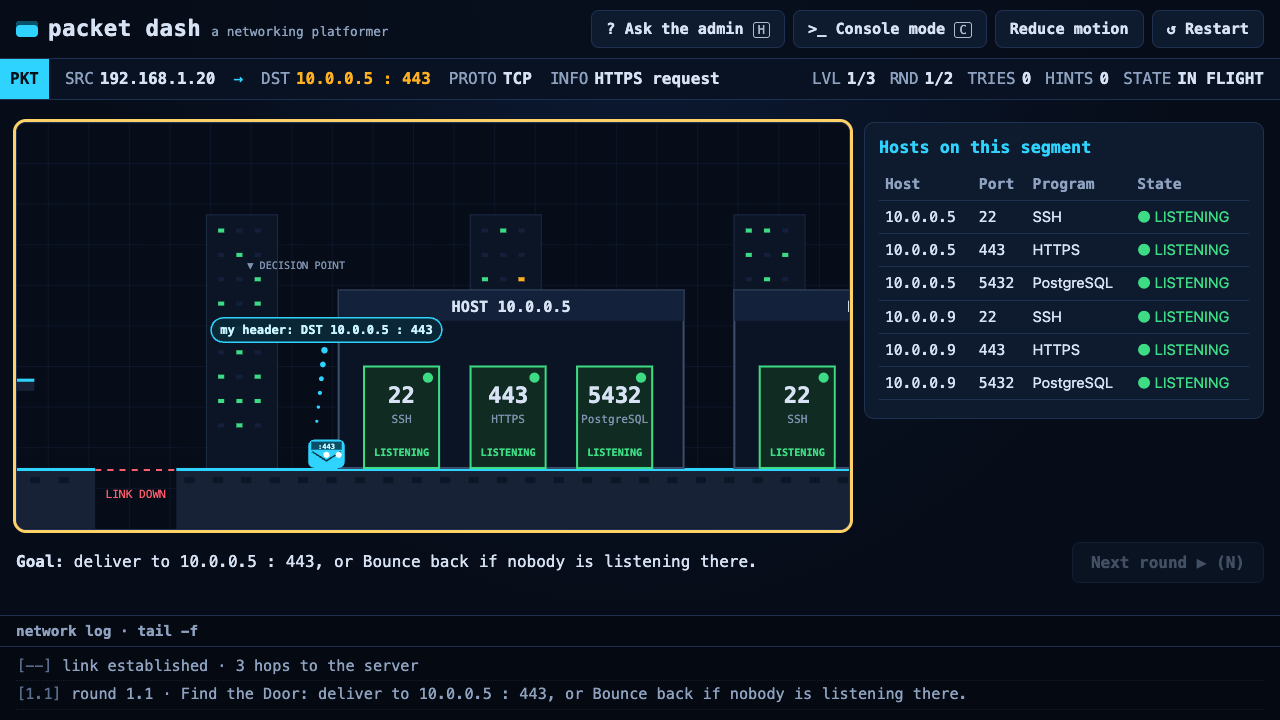 packet dash a networking platformer
? Ask the admin H
>_ Console mode C
Reduce motion
↺ Restart
PKT SRC 192.168.1.20 → DST 10.0.0.5 : 443 PROTO TCP INFO HTTPS request LVL 1/3 RND 1/2 TRIES 0 HINTS 0 STATE IN FLIGHT
▼ DECISION POINT
HOST 10.0.0.5
my header: DST 10.0.0.5 : 443
22
SSH
LISTENING
443
HTTPS
LISTENING
5432
PostgreSQL
LISTENING
22
SSH
LISTENING
:443
LINK DOWN
Hosts on this segment
Host Port Program State
10.0.0.5 22 SSH LISTENING
10.0.0.5 443 HTTPS LISTENING
10.0.0.5 5432 PostgreSQL LISTENING
10.0.0.9 22 SSH LISTENING
10.0.0.9 443 HTTPS LISTENING
10.0.0.9 5432 PostgreSQL LISTENING
Goal: deliver to 10.0.0.5 : 443, or Bounce back if nobody is listening there.
Next round ▶ (N)
network log · tail -f
[--] link established · 3 hops to the server
[1.1] round 1.1 · Find the Door: deliver to 10.0.0.5 : 443, or Bounce back if nobody is listening there.